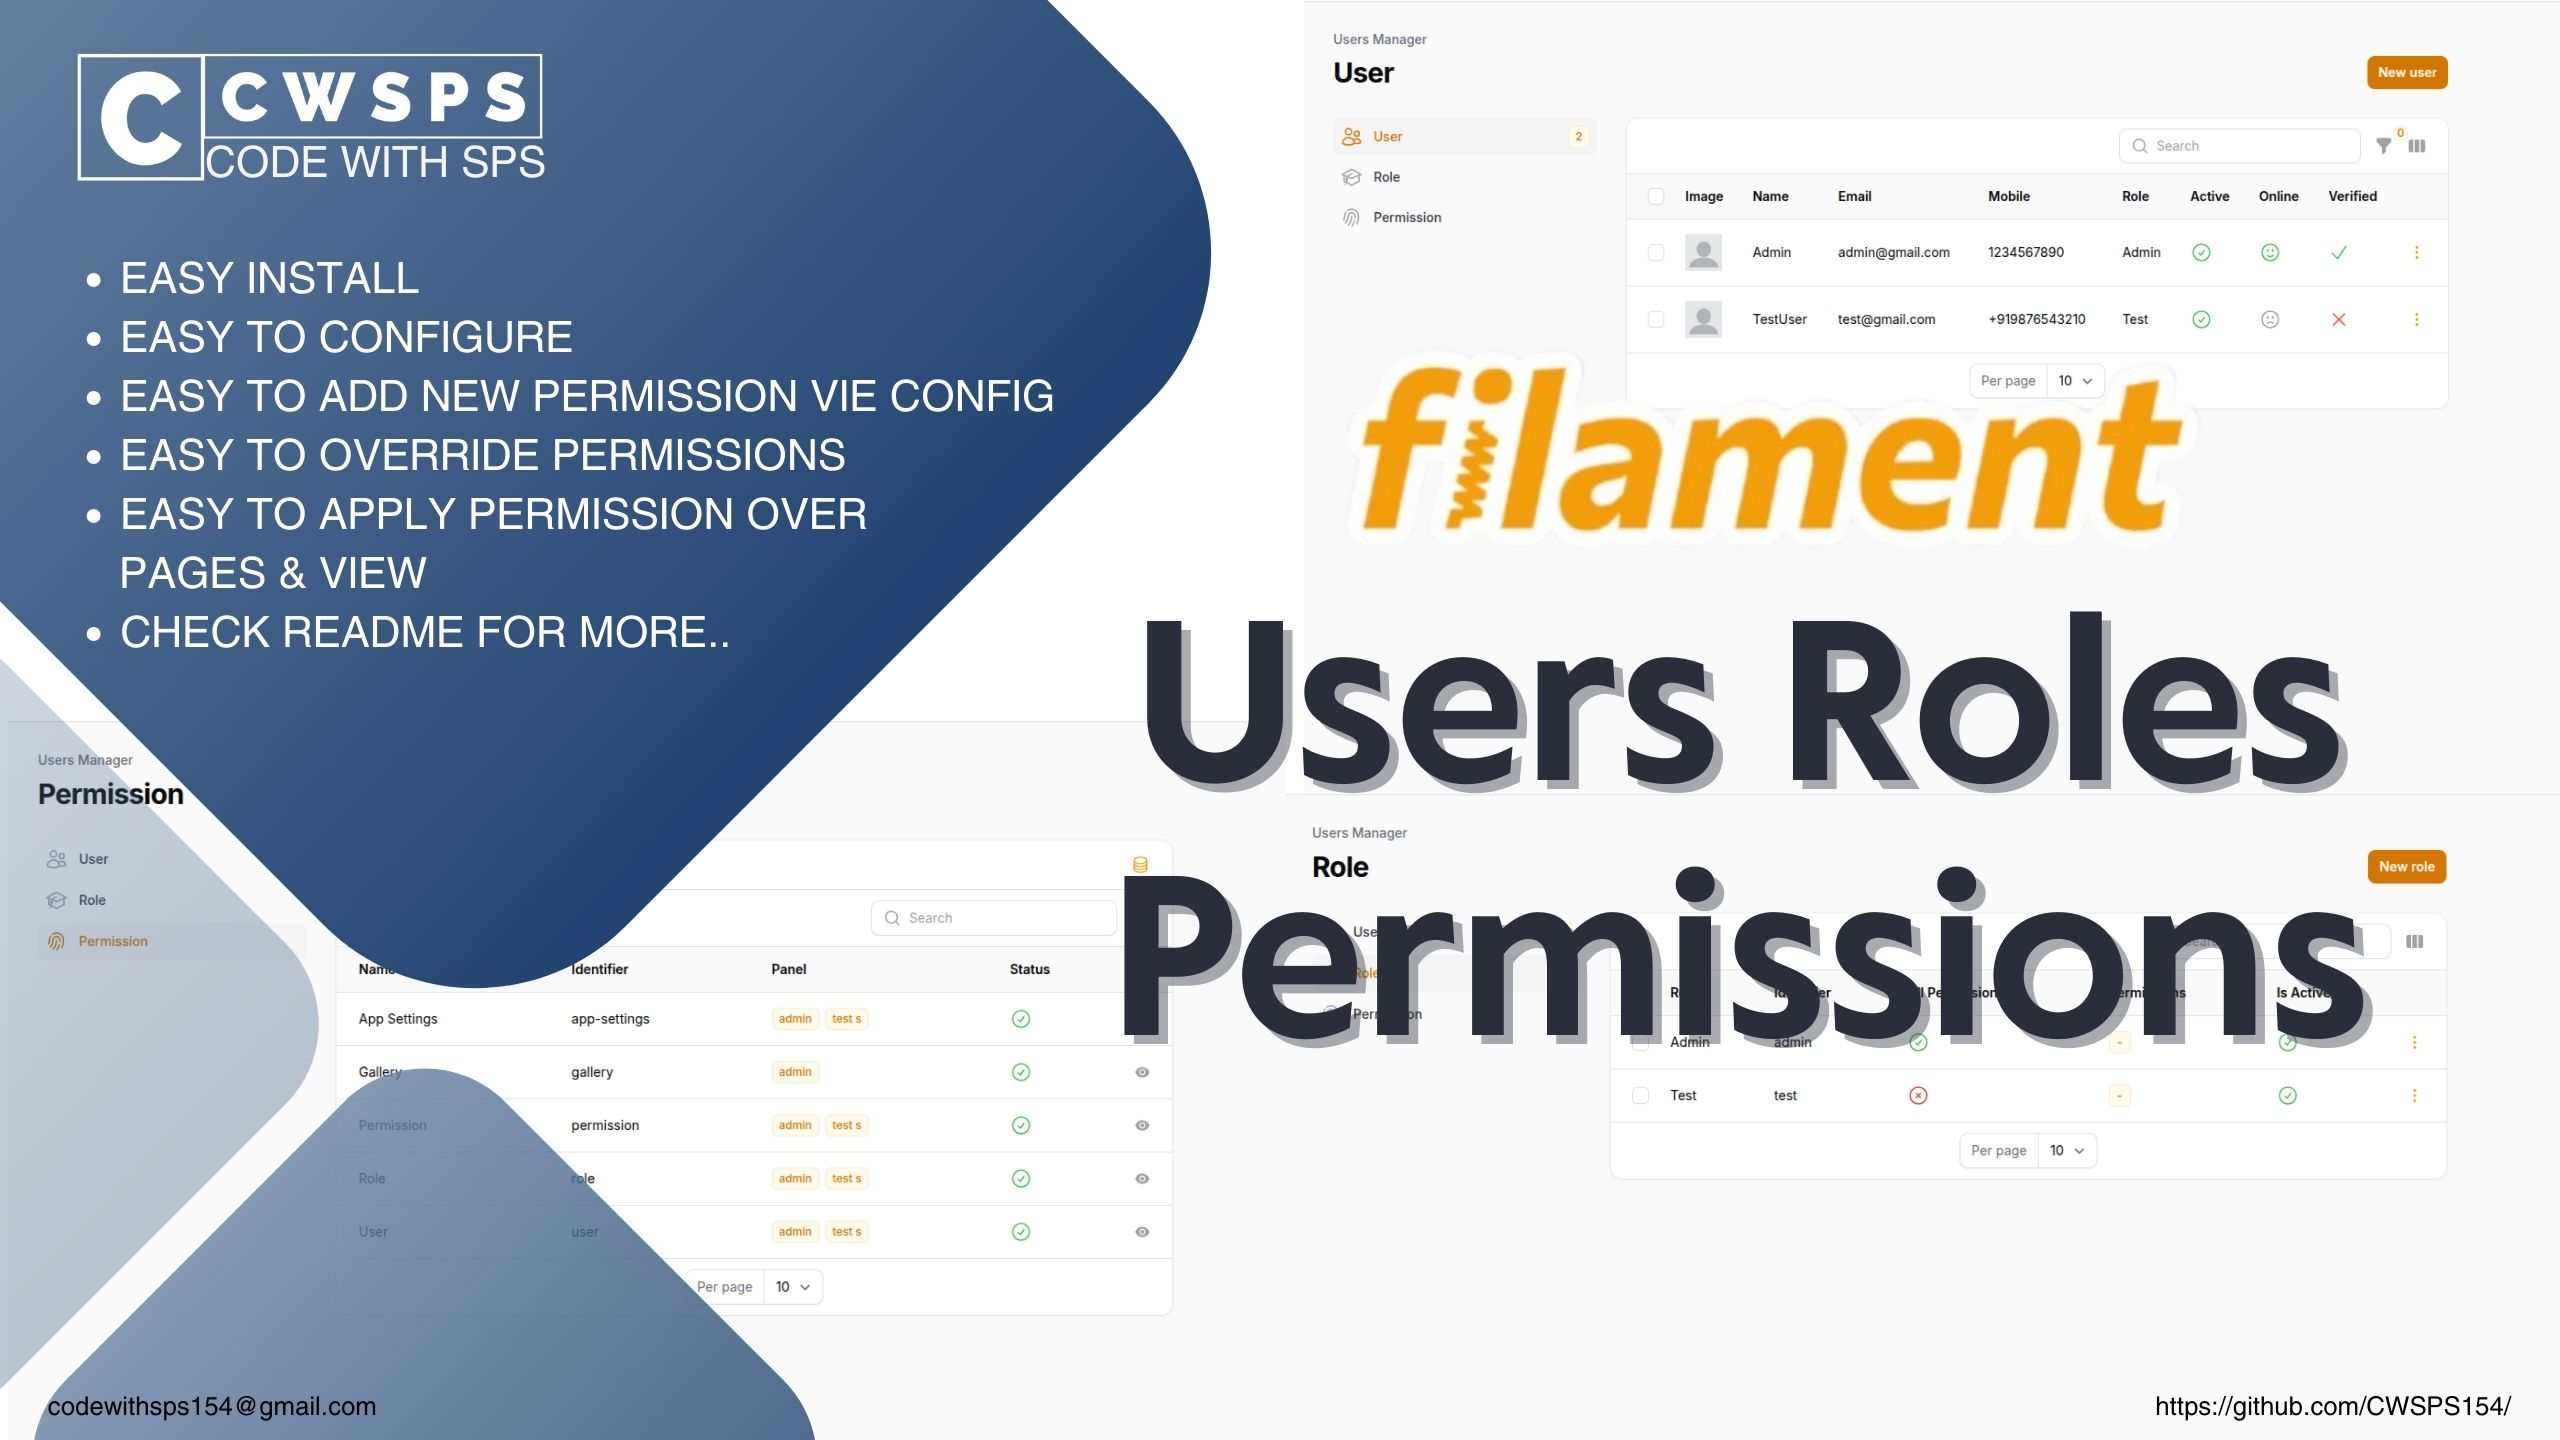 C
CWSPS
CODE WITH SPS
EASY INSTALL
EASY TO CONFIGURE
EASY TO ADD NEW PERMISSION VIE CONFIG
EASY TO OVERRIDE PERMISSIONS
EASY TO APPLY PERMISSION OVER
PAGES & VIEW
CHECK README FOR MORE..
Users Manager
User
New user
User 2
Role
Permission
Search
0
Image Name Email Mobile Role Active Online Verified
Admin admin@gmail.com 1234567890 Admin
TestUser test@gmail.com +919876543210 Test
Per page 10
filament
Users Roles
Permissions
Users Manager
Permission
User
Role
Permission
Search
Name Identifier Panel Status
App Settings app-settings admin test s
Gallery gallery admin
Permission permission admin test s
Role role admin test s
User user admin test s
Per page 10
Users Manager
Role
New role
Is Active
Admin admin -
Test test -
Per page 10
codewithsps154@gmail.com
https://github.com/CWSPS154/